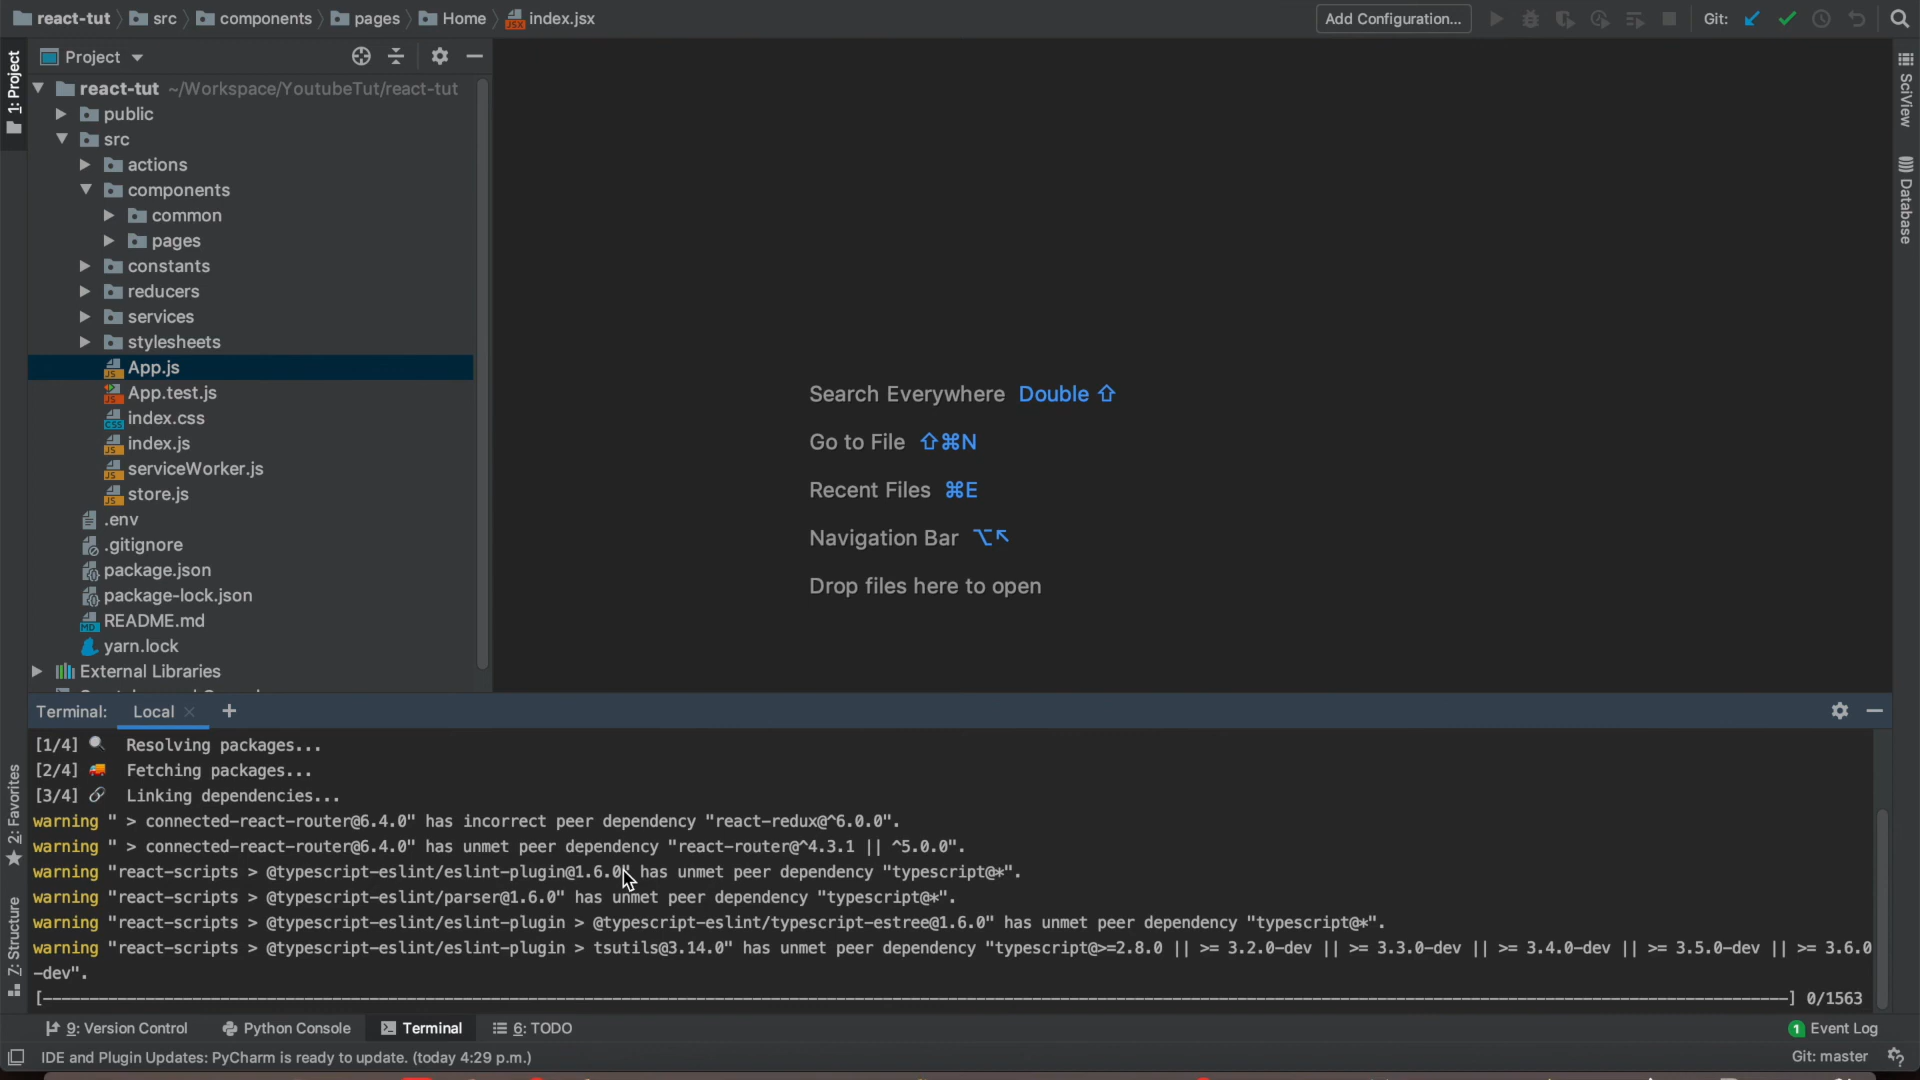 react-tut src components pages Home index.jsx Add Configuration... Git:
Project
react-tut ~/Workspace/YoutubeTut/react-tut
public
src
actions
components
common
pages
constants
reducers
services
stylesheets
App.js
App.test.js
index.css
index.js
serviceWorker.js
store.js
.env
.gitignore
package.json
package-lock.json
README.md
yarn.lock
External Libraries
1: Project
2: Favorites
7: Structure
SciView
Database
Search Everywhere Double ⇧
Go to File ⇧⌘N
Recent Files ⌘E
Navigation Bar ⌥↖
Drop files here to open
Terminal: Local × +
[1/4] 🔍 Resolving packages...
[2/4] 🚚 Fetching packages...
[3/4] 🔗 Linking dependencies...
warning " > connected-react-router@6.4.0" has incorrect peer dependency "react-redux@^6.0.0".
warning " > connected-react-router@6.4.0" has unmet peer dependency "react-router@^4.3.1 || ^5.0.0".
warning "react-scripts > @typescript-eslint/eslint-plugin@1.6.0" has unmet peer dependency "typescript@*".
warning "react-scripts > @typescript-eslint/parser@1.6.0" has unmet peer dependency "typescript@*".
warning "react-scripts > @typescript-eslint/eslint-plugin > @typescript-eslint/typescript-estree@1.6.0" has unmet peer dependency "typescript@*".
warning "react-scripts > @typescript-eslint/eslint-plugin > tsutils@3.14.0" has unmet peer dependency "typescript@>=2.8.0 || >= 3.2.0-dev || >= 3.3.0-dev || >= 3.4.0-dev || >= 3.5.0-dev || >= 3.6.0
-dev".
[----------] 0/1563
9: Version Control Python Console Terminal 6: TODO 1 Event Log
IDE and Plugin Updates: PyCharm is ready to update. (today 4:29 p.m.) Git: master